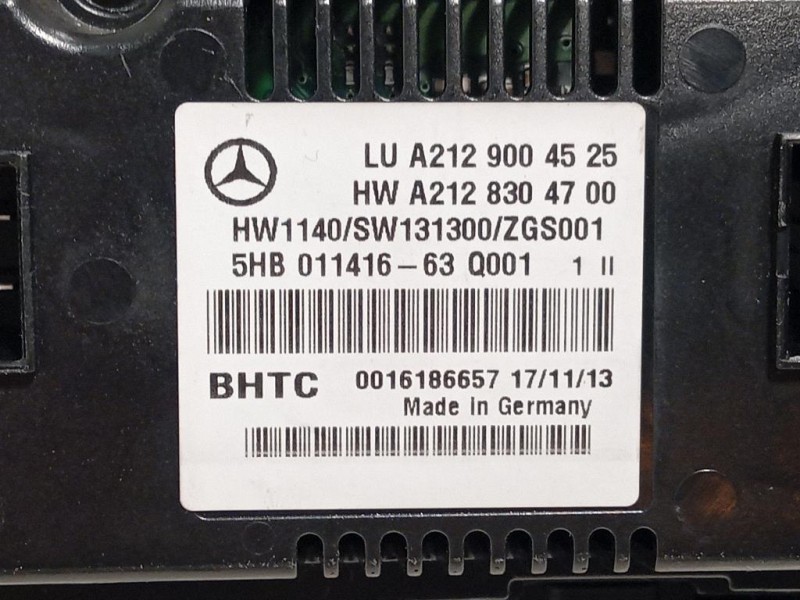 LU A212 900 45 25
HW A212 830 47 00
HW1140/SW131300/ZGS001
5HB 011416-63 Q001 1 II
BHTC 0016186657 17/11/13
Made in Germany